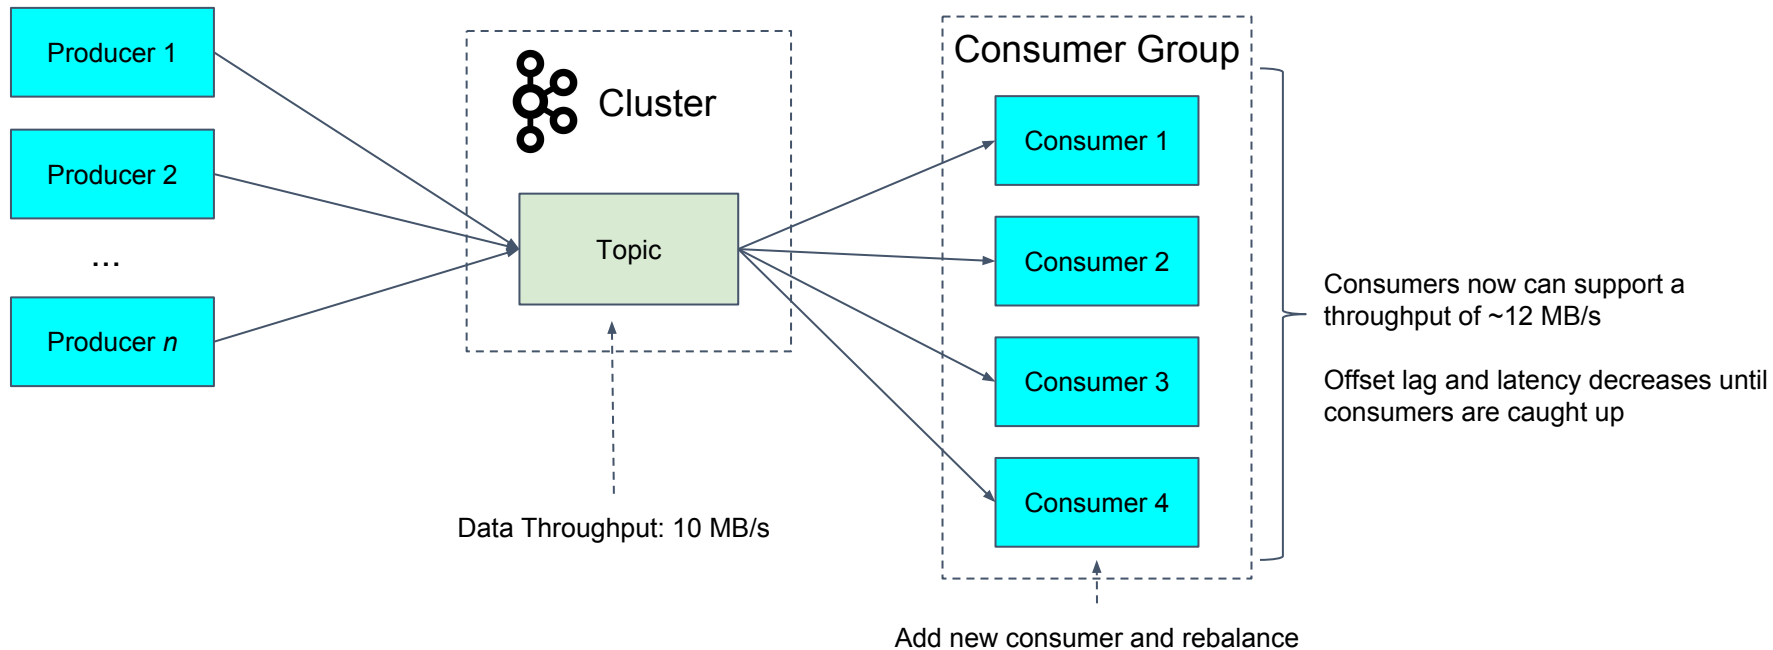 Producer 1
Producer 2
...
Producer n
Cluster
Topic
Data Throughput: 10 MB/s
Consumer Group
Consumer 1
Consumer 2
Consumer 3
Consumer 4
Add new consumer and rebalance
Consumers now can support a
throughput of ~12 MB/s
Offset lag and latency decreases until
consumers are caught up